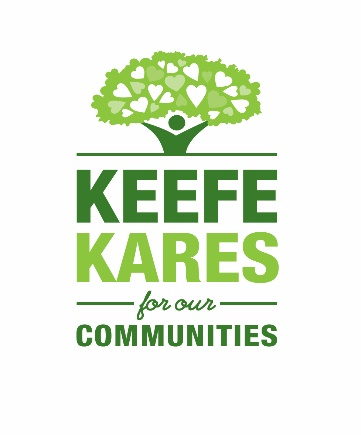 KEEFE
KARES
for our
COMMUNITIES